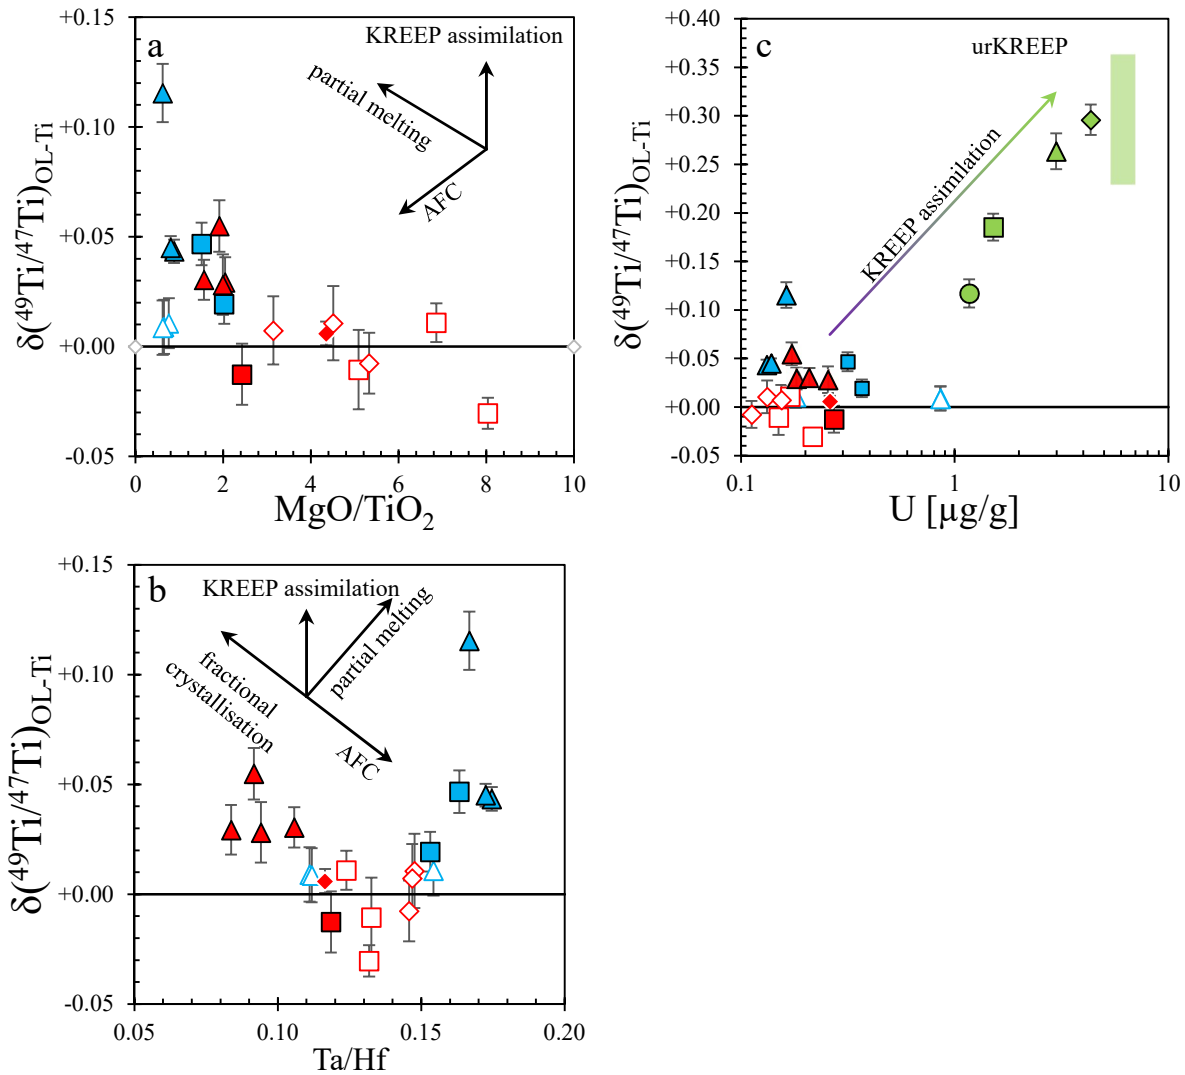 a
+0.15
+0.10
+0.05
+0.00
-0.05
δ(⁴⁹Ti/⁴⁷Ti)OL-Ti
KREEP assimilation
partial melting
AFC
0
2
4
6
8
10
MgO/TiO₂
c
+0.40
+0.35
+0.30
+0.25
+0.20
+0.15
+0.10
+0.05
+0.00
-0.05
δ(⁴⁹Ti/⁴⁷Ti)OL-Ti
urKREEP
KREEP assimilation
0.1
1
10
U [µg/g]
b
+0.15
+0.10
+0.05
+0.00
-0.05
δ(⁴⁹Ti/⁴⁷Ti)OL-Ti
KREEP assimilation
partial melting
fractional
crystallisation
AFC
0.05
0.10
0.15
0.20
Ta/Hf